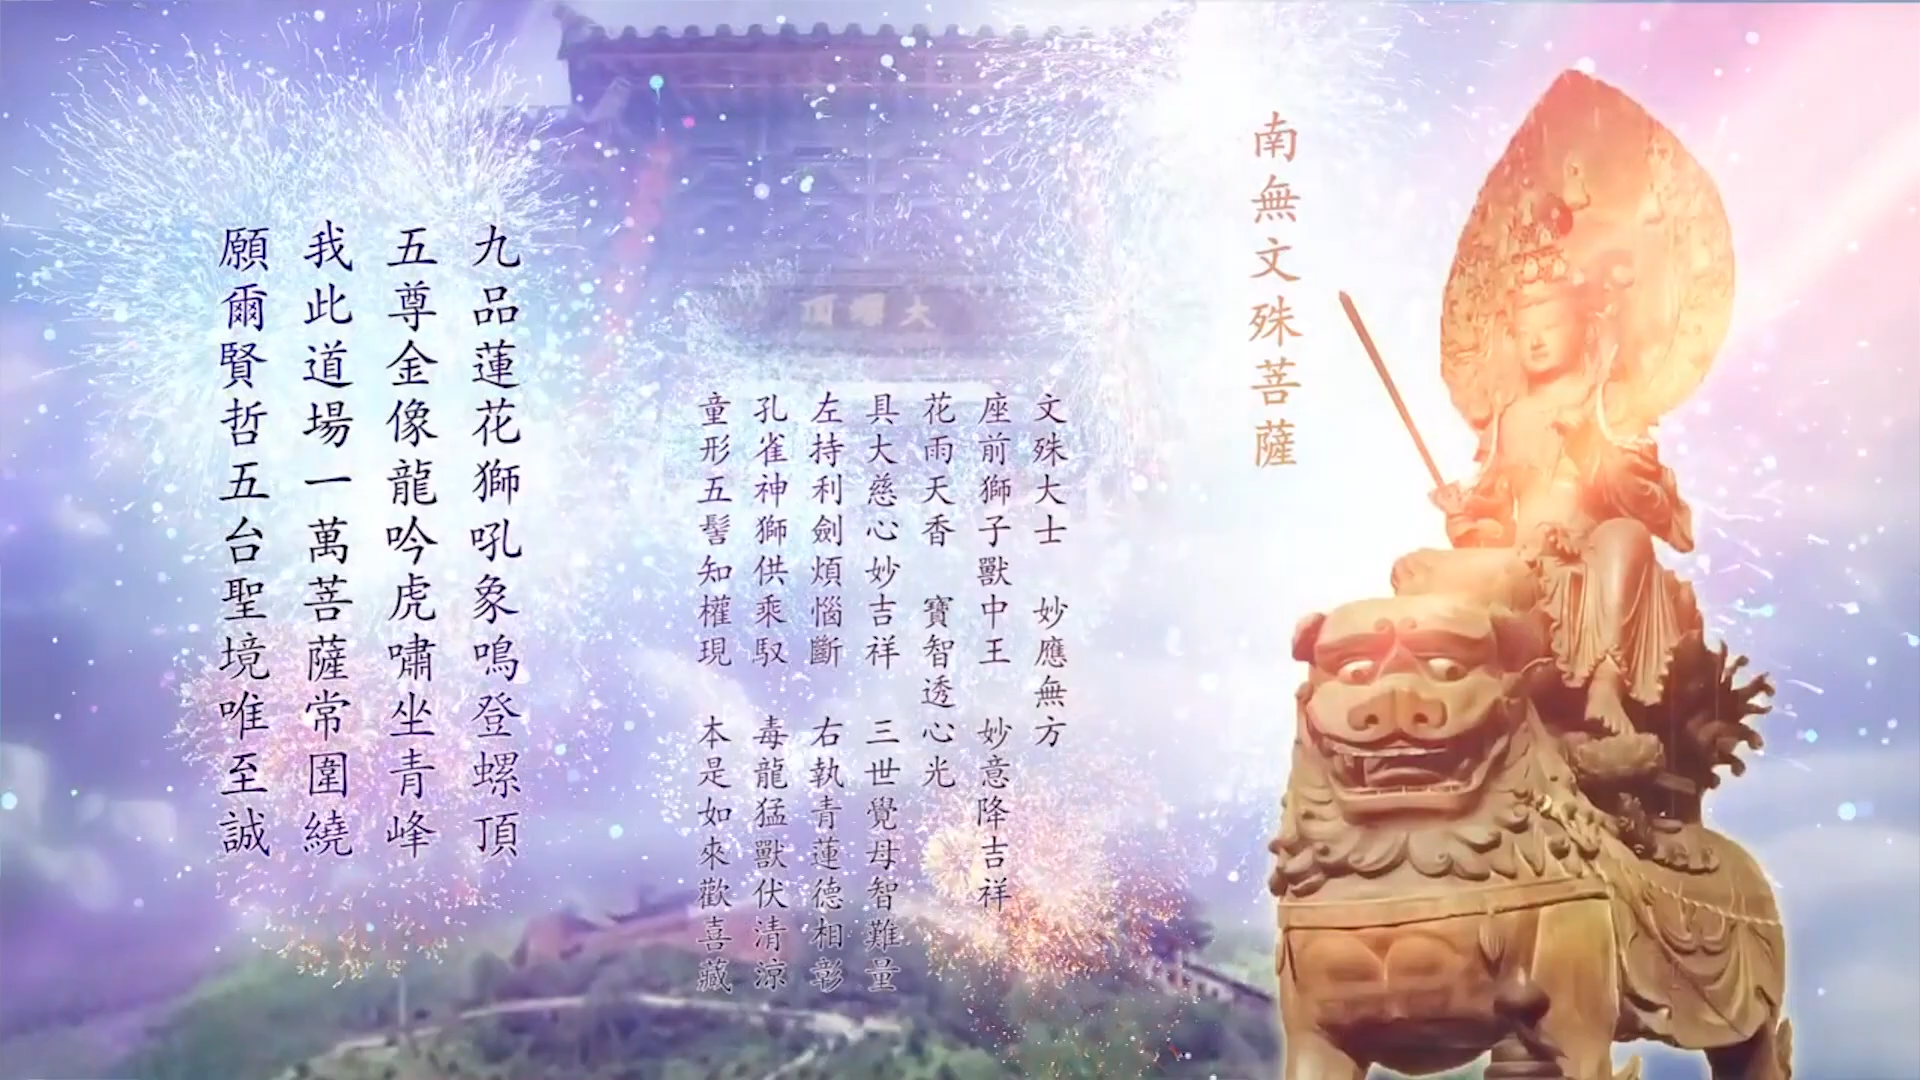 南無文殊菩薩
文殊大士 妙應無方
座前獅子獸中王 妙意降吉祥
花雨天香 寶智透心光
具大慈心妙吉祥 三世覺母智難量
左持利劍煩惱斷 右執青蓮德相彰
孔雀神獅供乘馭 毒龍猛獸伏清涼
童形五髻知權現 本是如來歡喜藏
九品蓮花獅吼象鳴登螺頂
五尊金像龍吟虎嘯坐青峰
我此道場一萬菩薩常圍繞
願爾賢哲五台聖境唯至誠
大螺頂